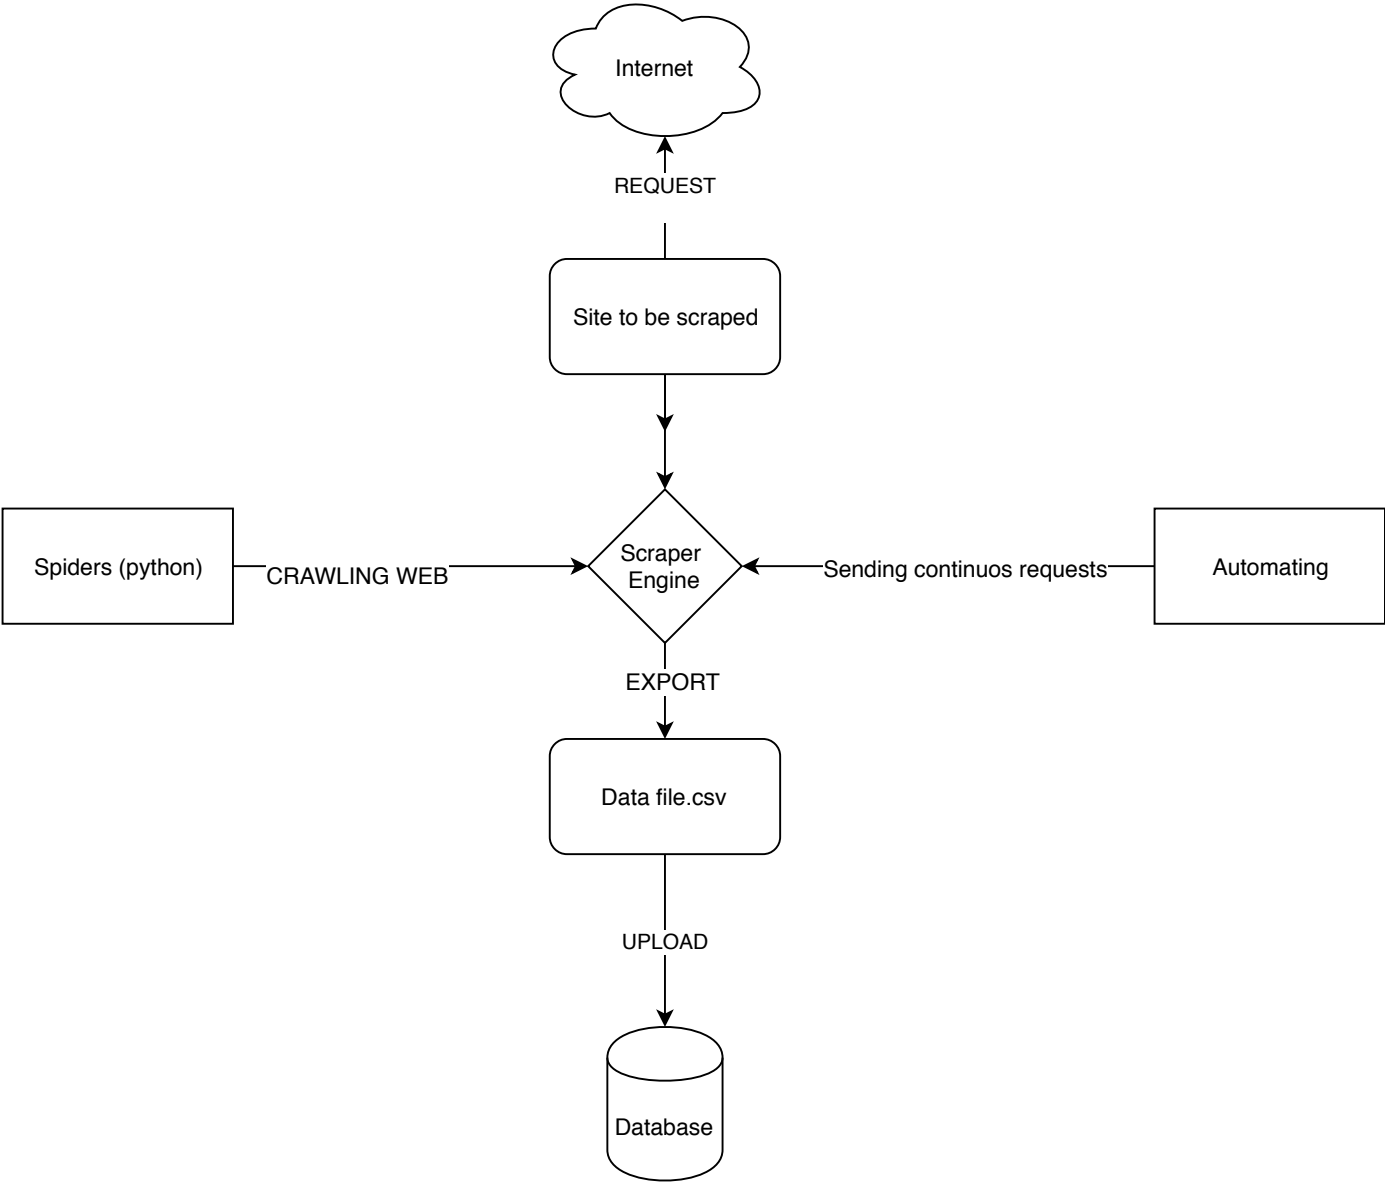 Internet
REQUEST
Site to be scraped
Spiders (python)
CRAWLING WEB
Scraper
Engine
Sending continuos requests
Automating
EXPORT
Data file.csv
UPLOAD
Database